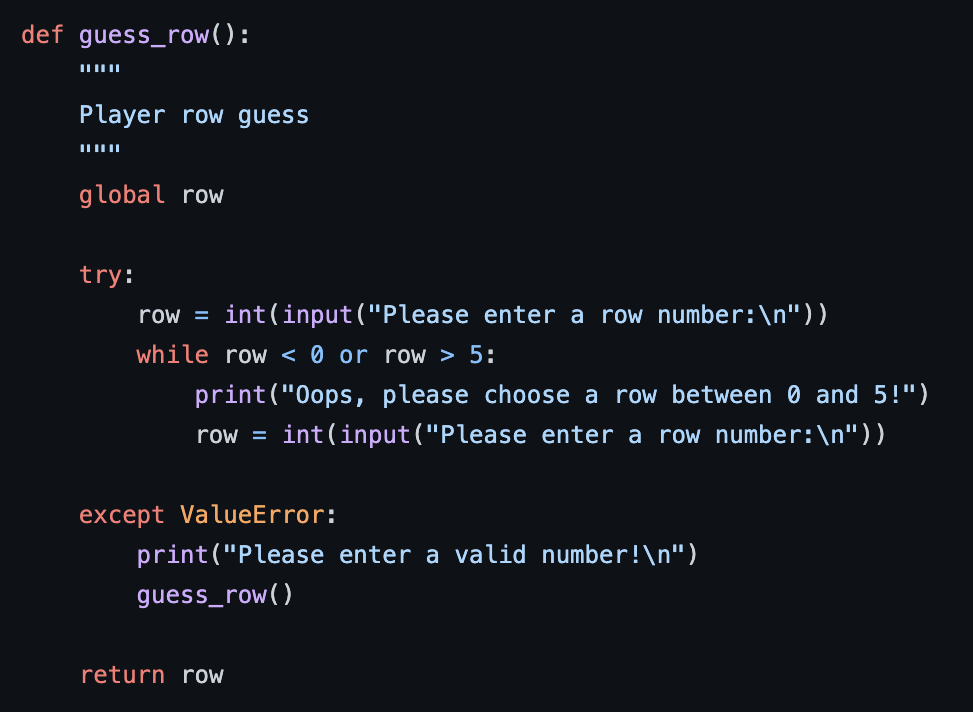 def guess_row():
    """
    Player row guess
    """
    global row

    try:
        row = int(input("Please enter a row number:\n"))
        while row < 0 or row > 5:
            print("Oops, please choose a row between 0 and 5!")
            row = int(input("Please enter a row number:\n"))

    except ValueError:
        print("Please enter a valid number!\n")
        guess_row()

    return row